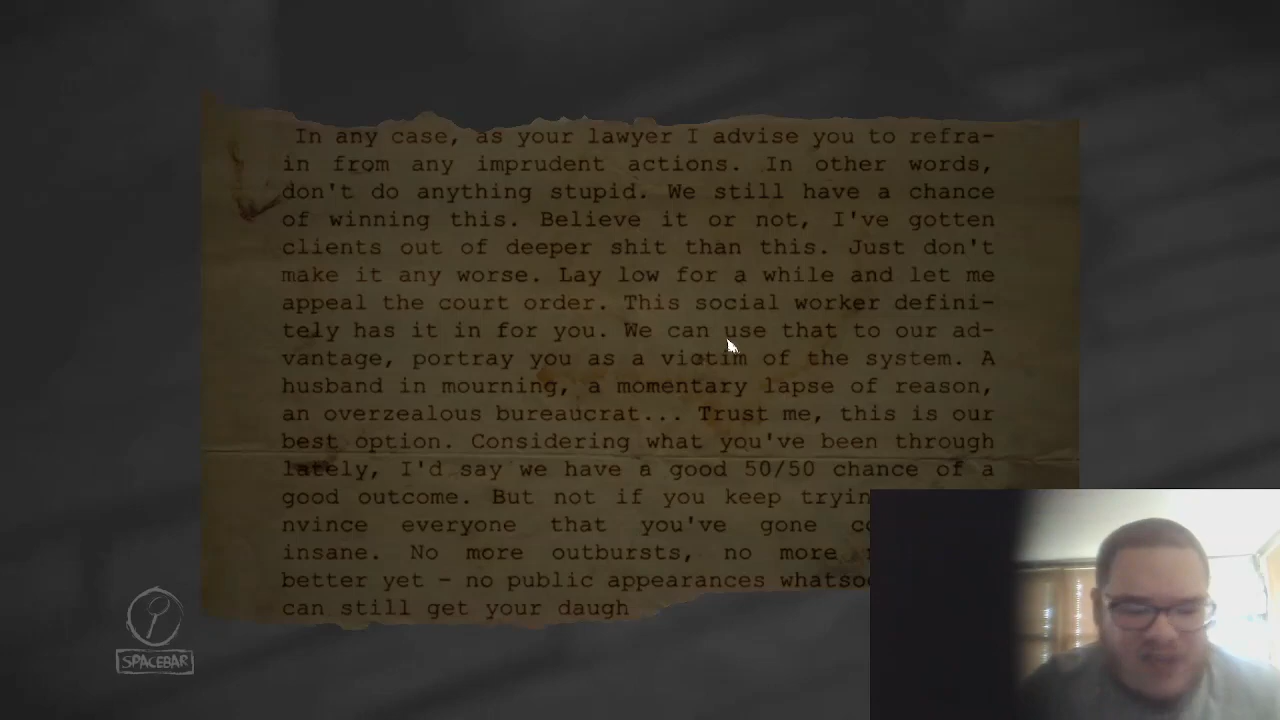 In any case, as your lawyer I advise you to refra-
in from any imprudent actions. In other words,
don't do anything stupid. We still have a chance
of winning this. Believe it or not, I've gotten
clients out of deeper shit than this. Just don't
make it any worse. Lay low for a while and let me
appeal the court order. This social worker defini-
tely has it in for you. We can use that to our ad-
vantage, portray you as a victim of the system. A
husband in mourning, a momentary lapse of reason,
an overzealous bureaucrat... Trust me, this is our
best option. Considering what you've been through
lately, I'd say we have a good 50/50 chance of a
good outcome. But not if you keep tryin
nvince everyone that you've gone co
insane. No more outbursts, no more
better yet - no public appearances whatsoe
can still get your daugh
SPACEBAR